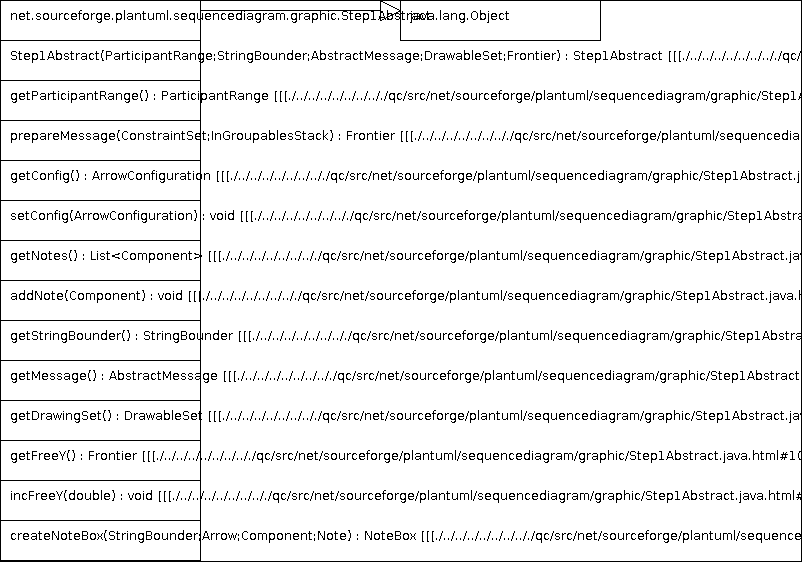 net.sourceforge.plantuml.sequencediagram.graphic.Step1Abstract
java.lang.Object
Step1Abstract(ParticipantRange;StringBounder;AbstractMessage;DrawableSet;Frontier) : Step1Abstract [[[./../../../../../../../qc/
getParticipantRange() : ParticipantRange [[[./../../../../../../../qc/src/net/sourceforge/plantuml/sequencediagram/graphic/Step1A
prepareMessage(ConstraintSet;InGroupablesStack) : Frontier [[[./../../../../../../../qc/src/net/sourceforge/plantuml/sequencedia
getConfig() : ArrowConfiguration [[[./../../../../../../../qc/src/net/sourceforge/plantuml/sequencediagram/graphic/Step1Abstract.j
setConfig(ArrowConfiguration) : void [[[./../../../../../../../qc/src/net/sourceforge/plantuml/sequencediagram/graphic/Step1Abstra
getNotes() : List<Component> [[[./../../../../../../../qc/src/net/sourceforge/plantuml/sequencediagram/graphic/Step1Abstract.jav
addNote(Component) : void [[[./../../../../../../../qc/src/net/sourceforge/plantuml/sequencediagram/graphic/Step1Abstract.java.h
getStringBounder() : StringBounder [[[./../../../../../../../qc/src/net/sourceforge/plantuml/sequencediagram/graphic/Step1Abstra
getMessage() : AbstractMessage [[[./../../../../../../../qc/src/net/sourceforge/plantuml/sequencediagram/graphic/Step1Abstract
getDrawingSet() : DrawableSet [[[./../../../../../../../qc/src/net/sourceforge/plantuml/sequencediagram/graphic/Step1Abstract.jav
getFreeY() : Frontier [[[./../../../../../../../qc/src/net/sourceforge/plantuml/sequencediagram/graphic/Step1Abstract.java.html#10
incFreeY(double) : void [[[./../../../../../../../qc/src/net/sourceforge/plantuml/sequencediagram/graphic/Step1Abstract.java.html#
createNoteBox(StringBounder;Arrow;Component;Note) : NoteBox [[[./../../../../../../../qc/src/net/sourceforge/plantuml/sequence